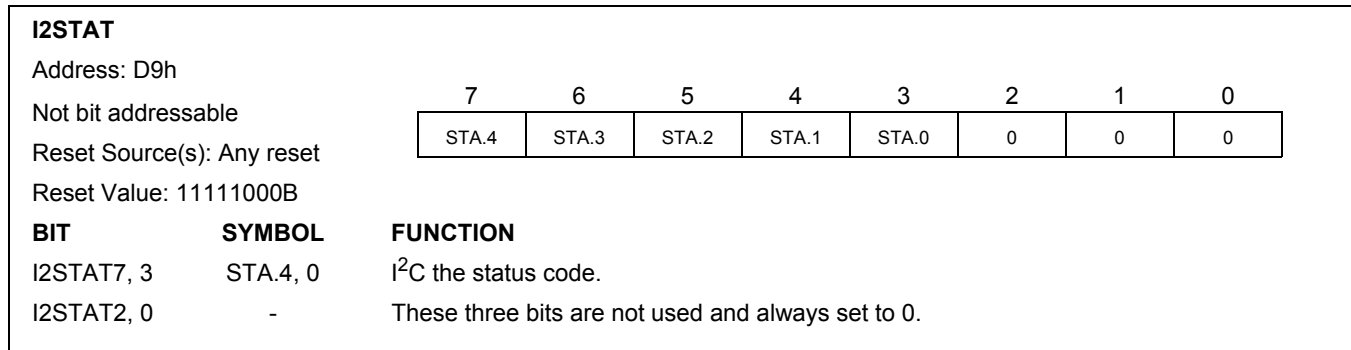 I2STAT
Address: D9h
Not bit addressable
Reset Source(s): Any reset
Reset Value: 11111000B
7 6 5 4 3 2 1 0
STA.4 STA.3 STA.2 STA.1 STA.0 0 0 0
BIT SYMBOL FUNCTION
I2STAT7, 3 STA.4, 0 I²C the status code.
I2STAT2, 0 - These three bits are not used and always set to 0.